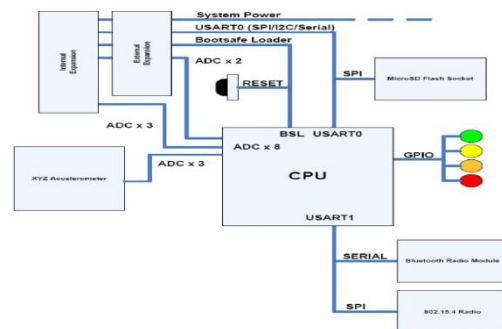 System Power
USART0 (SPI/I2C/Serial)
Bootsafe Loader
Internal Expansion
External Expansion
ADC x 2
RESET
SPI
MicroSD Flash Socket
ADC x 3
BSL USART0
ADC x 8
GPIO
ADC x 3
CPU
XYZ Accelerometer
USART1
SERIAL
Bluetooth Radio Module
SPI
802.15.4 Radio